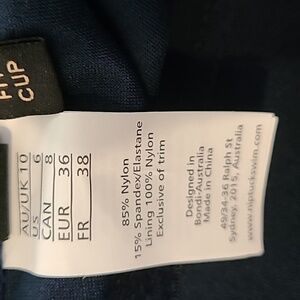 FIT
CUP
AU/UK 10
US 6
CAN 8
EUR 36
FR 38
85% Nylon
15% Spandex/Elastane
Lining 100% Nylon
Exclusive of trim
Designed in
Bondi-Australia
Made in China
49/34-36 Ralph St
Sydney, 2015, Australia
www.niptuckswim.com